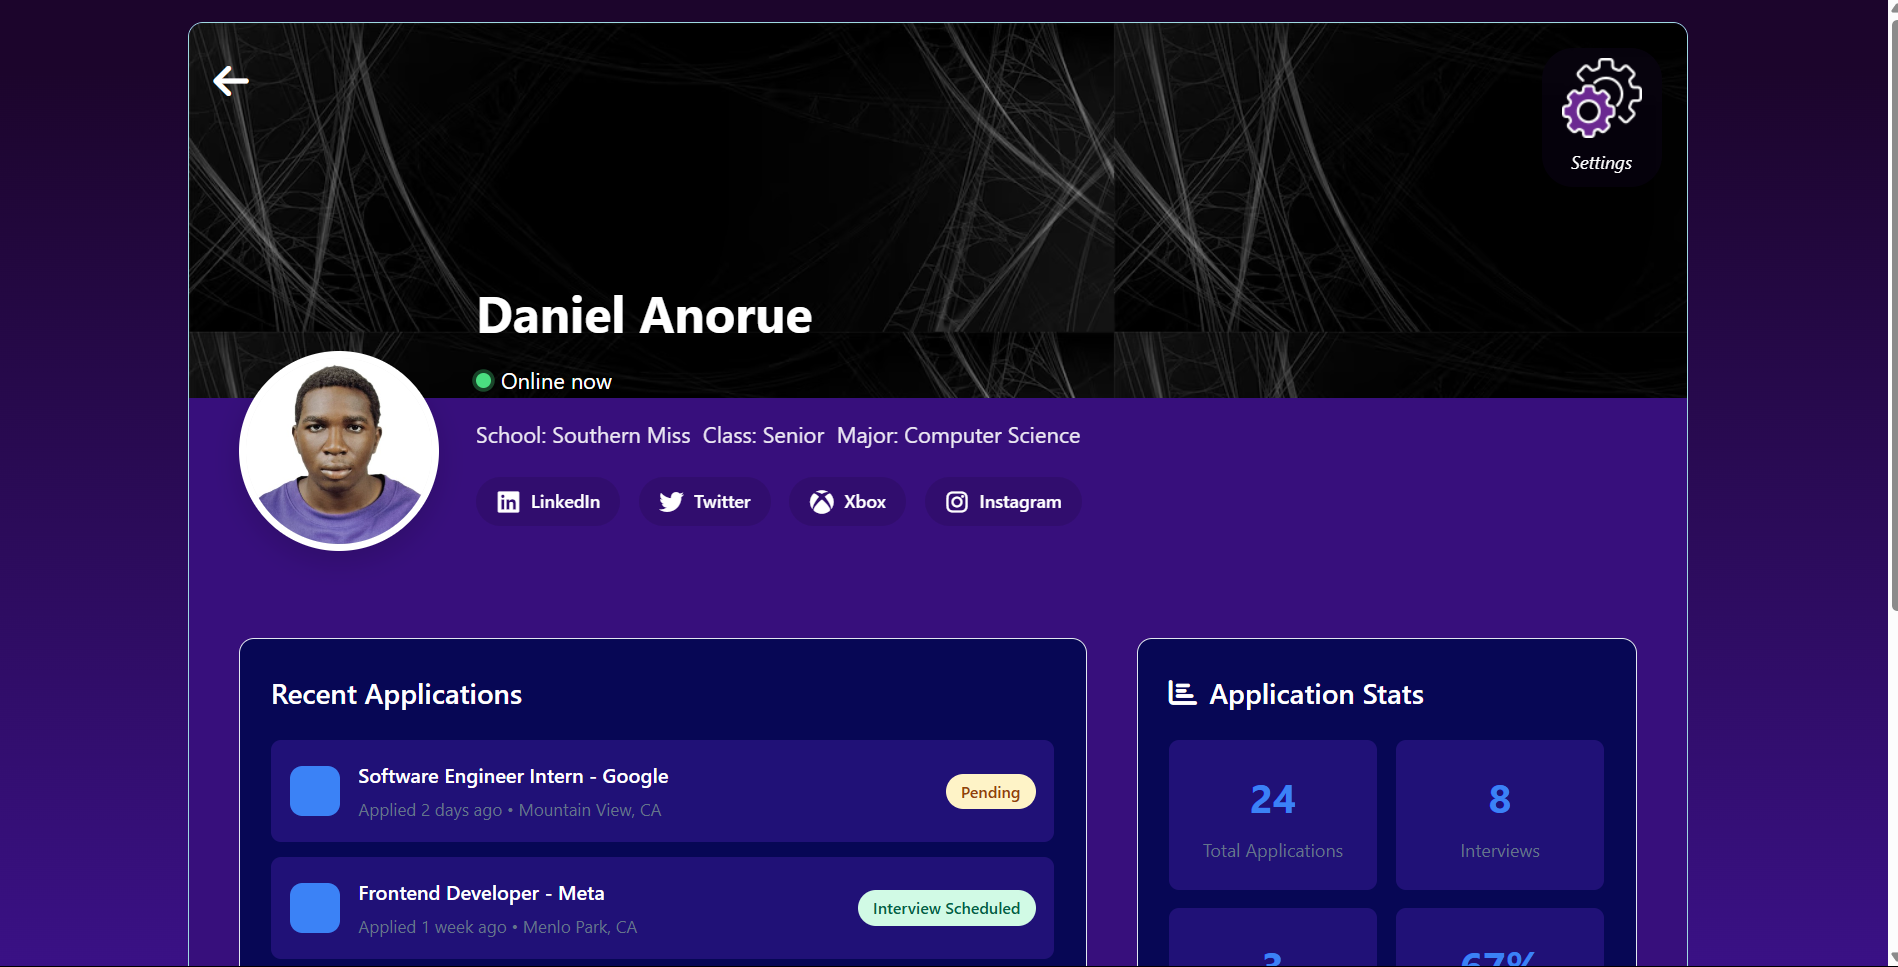 Settings
Daniel Anorue
Online now
School: Southern Miss Class: Senior Major: Computer Science
LinkedIn Twitter Xbox Instagram
Recent Applications
Software Engineer Intern - Google
Applied 2 days ago • Mountain View, CA
Pending
Frontend Developer - Meta
Applied 1 week ago • Menlo Park, CA
Interview Scheduled
Application Stats
24
Total Applications
8
Interviews
3
67%